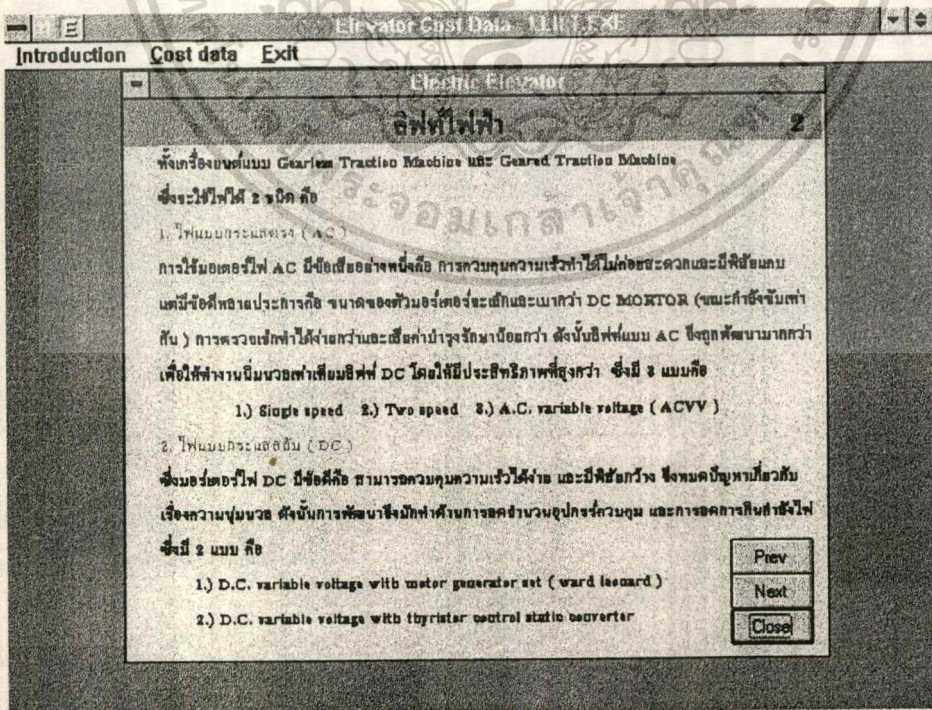 Elevator Cost Data - LLIFT.EXE
Introduction Cost data Exit
Electric Elevator
ลิฟท์ไฟฟ้า 2
ทั้งเครื่องยนต์แบบ Gearless Traction Machine และ Geared Traction Machine
ซึ่งจะใช้ไฟได้ 2 ชนิด คือ
1. ไฟแบบกระแสตรง ( AC )
การใช้มอเตอร์ไฟ AC มีข้อเสียอย่างหนึ่งคือ การควบคุมความเร็วทำได้ไม่ค่อยสะดวกและมีพิสัยแคบ
แต่มีข้อดีหลายประการคือ ขนาดของตัวมอร์เตอร์จะเล็กและเบากว่า DC MORTOR (ขณะกำลังขับเท่า
กัน ) การตรวจเช็กทำได้ง่ายกว่าและเสียค่าบำรุงรักษาน้อยกว่า ดังนั้นลิฟท์แบบ AC จึงถูกพัฒนามากกว่า
เพื่อให้ทำงานนิ่มนวลเท่าเทียมลิฟท์ DC โดยให้มีประสิทธิภาพที่สูงกว่า ซึ่งมี 3 แบบคือ
1.) Single speed 2.) Two speed 3.) A.C. variable voltage ( ACVV )
2. ไฟแบบกระแสสลับ ( DC )
ซึ่งมอร์เตอร์ไฟ DC มีข้อดีคือ สามารถควบคุมความเร็วได้ง่าย และมีพิสัยกว้าง จึงหมดปัญหาเกี่ยวกับ
เรื่องความนุ่มนวล ดังนั้นการพัฒนาจึงมักทำด้านการลดจำนวนอุปกรณ์ควบคุม และการลดการกินกำลังไฟ
ซึ่งมี 2 แบบ คือ
1.) D.C. variable voltage with motor generator set ( ward leonard )
2.) D.C. variable voltage with thyrister control static converter
Prev
Next
Close